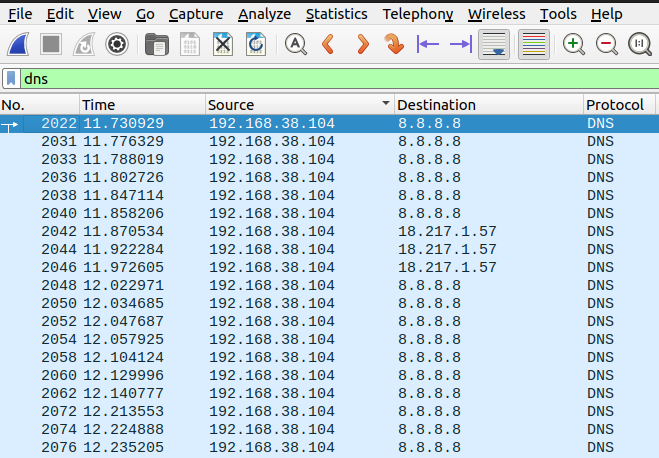 File Edit View Go Capture Analyze Statistics Telephony Wireless Tools Help
dns
No. Time Source Destination Protocol
2022 11.730929 192.168.38.104 8.8.8.8 DNS
2031 11.776329 192.168.38.104 8.8.8.8 DNS
2033 11.788019 192.168.38.104 8.8.8.8 DNS
2036 11.802726 192.168.38.104 8.8.8.8 DNS
2038 11.847114 192.168.38.104 8.8.8.8 DNS
2040 11.858206 192.168.38.104 8.8.8.8 DNS
2042 11.870534 192.168.38.104 18.217.1.57 DNS
2044 11.922284 192.168.38.104 18.217.1.57 DNS
2046 11.972605 192.168.38.104 18.217.1.57 DNS
2048 12.022971 192.168.38.104 8.8.8.8 DNS
2050 12.034685 192.168.38.104 8.8.8.8 DNS
2052 12.047687 192.168.38.104 8.8.8.8 DNS
2054 12.057925 192.168.38.104 8.8.8.8 DNS
2058 12.104124 192.168.38.104 8.8.8.8 DNS
2060 12.129996 192.168.38.104 8.8.8.8 DNS
2062 12.140777 192.168.38.104 8.8.8.8 DNS
2072 12.213553 192.168.38.104 8.8.8.8 DNS
2074 12.224888 192.168.38.104 8.8.8.8 DNS
2076 12.235205 192.168.38.104 8.8.8.8 DNS